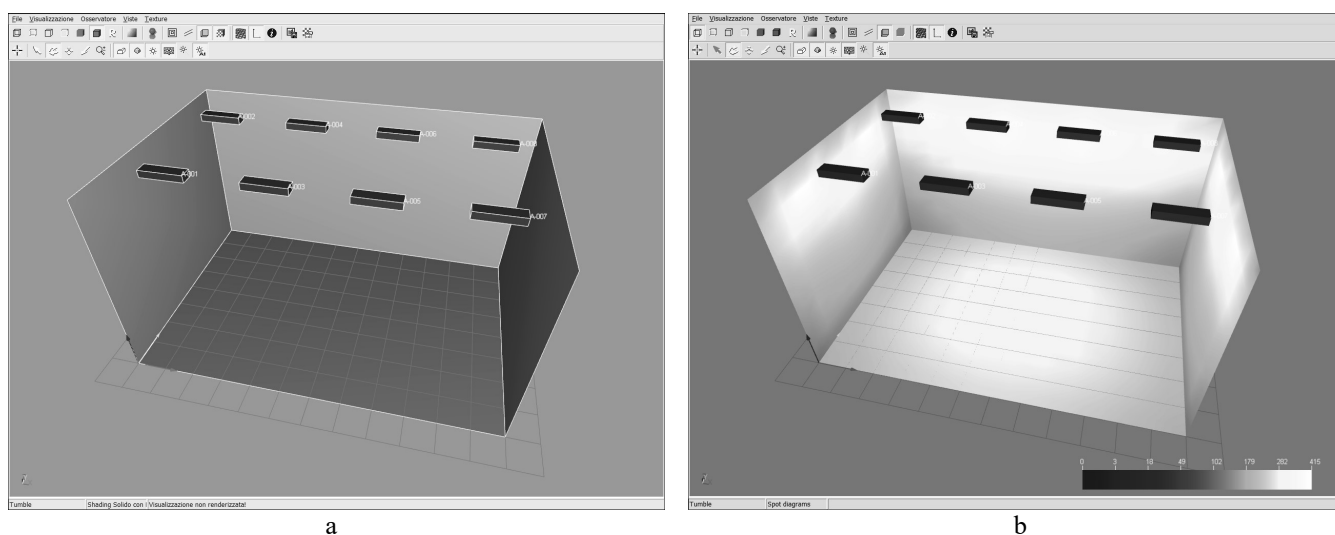 File Visualizzazione Osservatore Viste Texture
A-002
A-004
A-006
A-008
A-001
A-003
A-005
A-007
Tumble Shading Solido con i Visualizzazione non renderizzata!
a
File Visualizzazione Osservatore Viste Texture
A-003
A-005
0 3 18 49 102 179 282 415
Tumble Spot diagrams
b